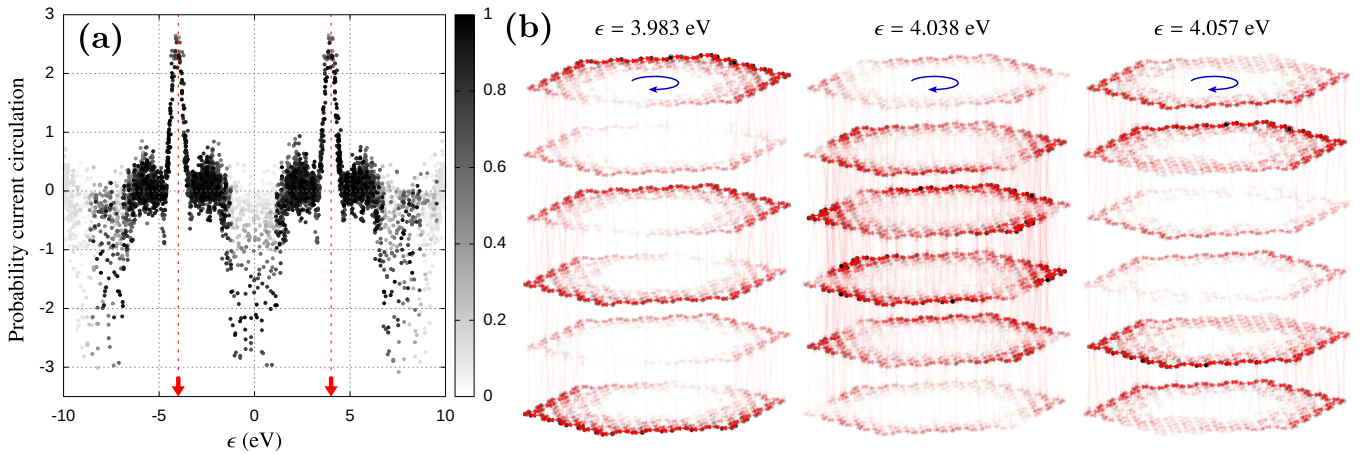 (a)
Probability current circulation
3
2
1
0
-1
-2
-3
-10
-5
0
5
10
ϵ (eV)
1
0.8
0.6
0.4
0.2
0
(b)
ϵ = 3.983 eV
ϵ = 4.038 eV
ϵ = 4.057 eV